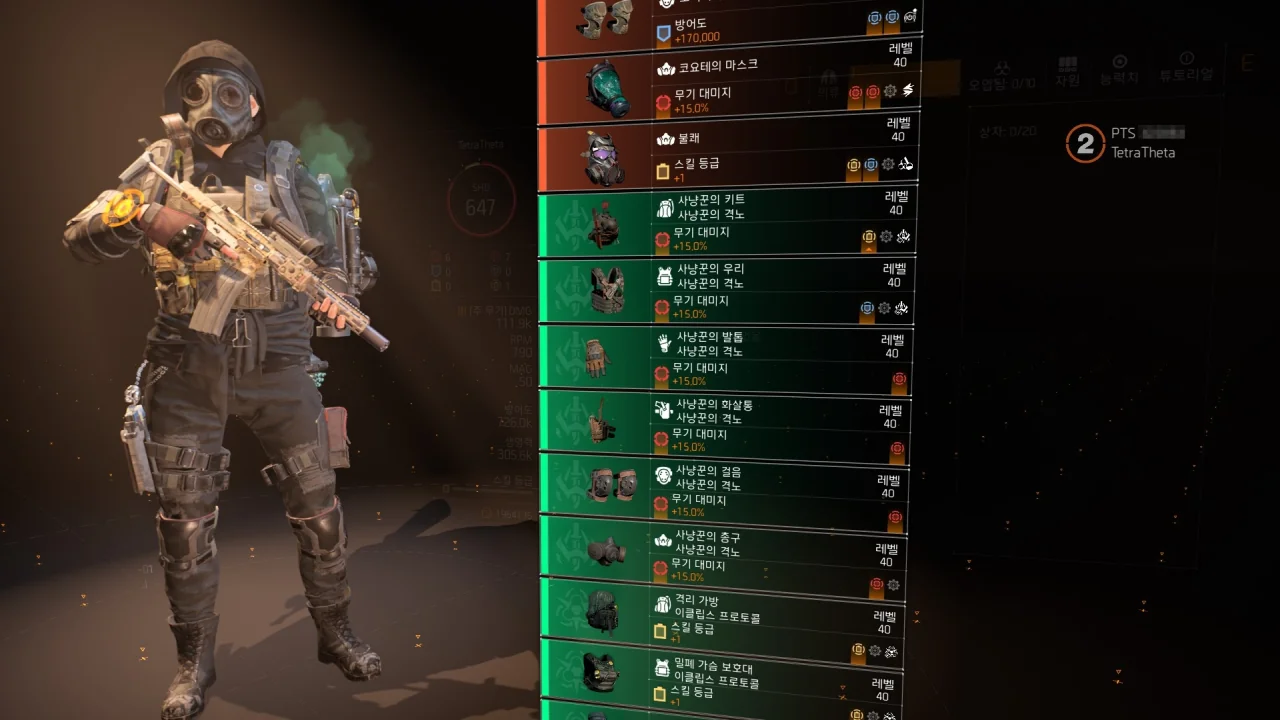 방어도
+170,000
레벨
40
코요테의 마스크
무기 대미지
+15.0%
레벨
40
불쾌
스킬 등급
+1
레벨
40
사냥꾼의 키트
사냥꾼의 격노
무기 대미지
+15.0%
레벨
40
사냥꾼의 우리
사냥꾼의 격노
무기 대미지
+15.0%
레벨
40
사냥꾼의 발톱
사냥꾼의 격노
무기 대미지
+15.0%
레벨
40
사냥꾼의 화살통
사냥꾼의 격노
무기 대미지
+15.0%
레벨
40
사냥꾼의 걸음
사냥꾼의 격노
무기 대미지
+15.0%
레벨
40
사냥꾼의 총구
사냥꾼의 격노
무기 대미지
+15.0%
레벨
40
격리 가방
이클립스 프로토콜
스킬 등급
+1
레벨
40
밀폐 가슴 보호대
이클립스 프로토콜
스킬 등급
+1
레벨
40
자원
능력치
튜토리얼
E
상자: 0/20
2
PTS
TetraTheta
TetraTheta
SHD
647